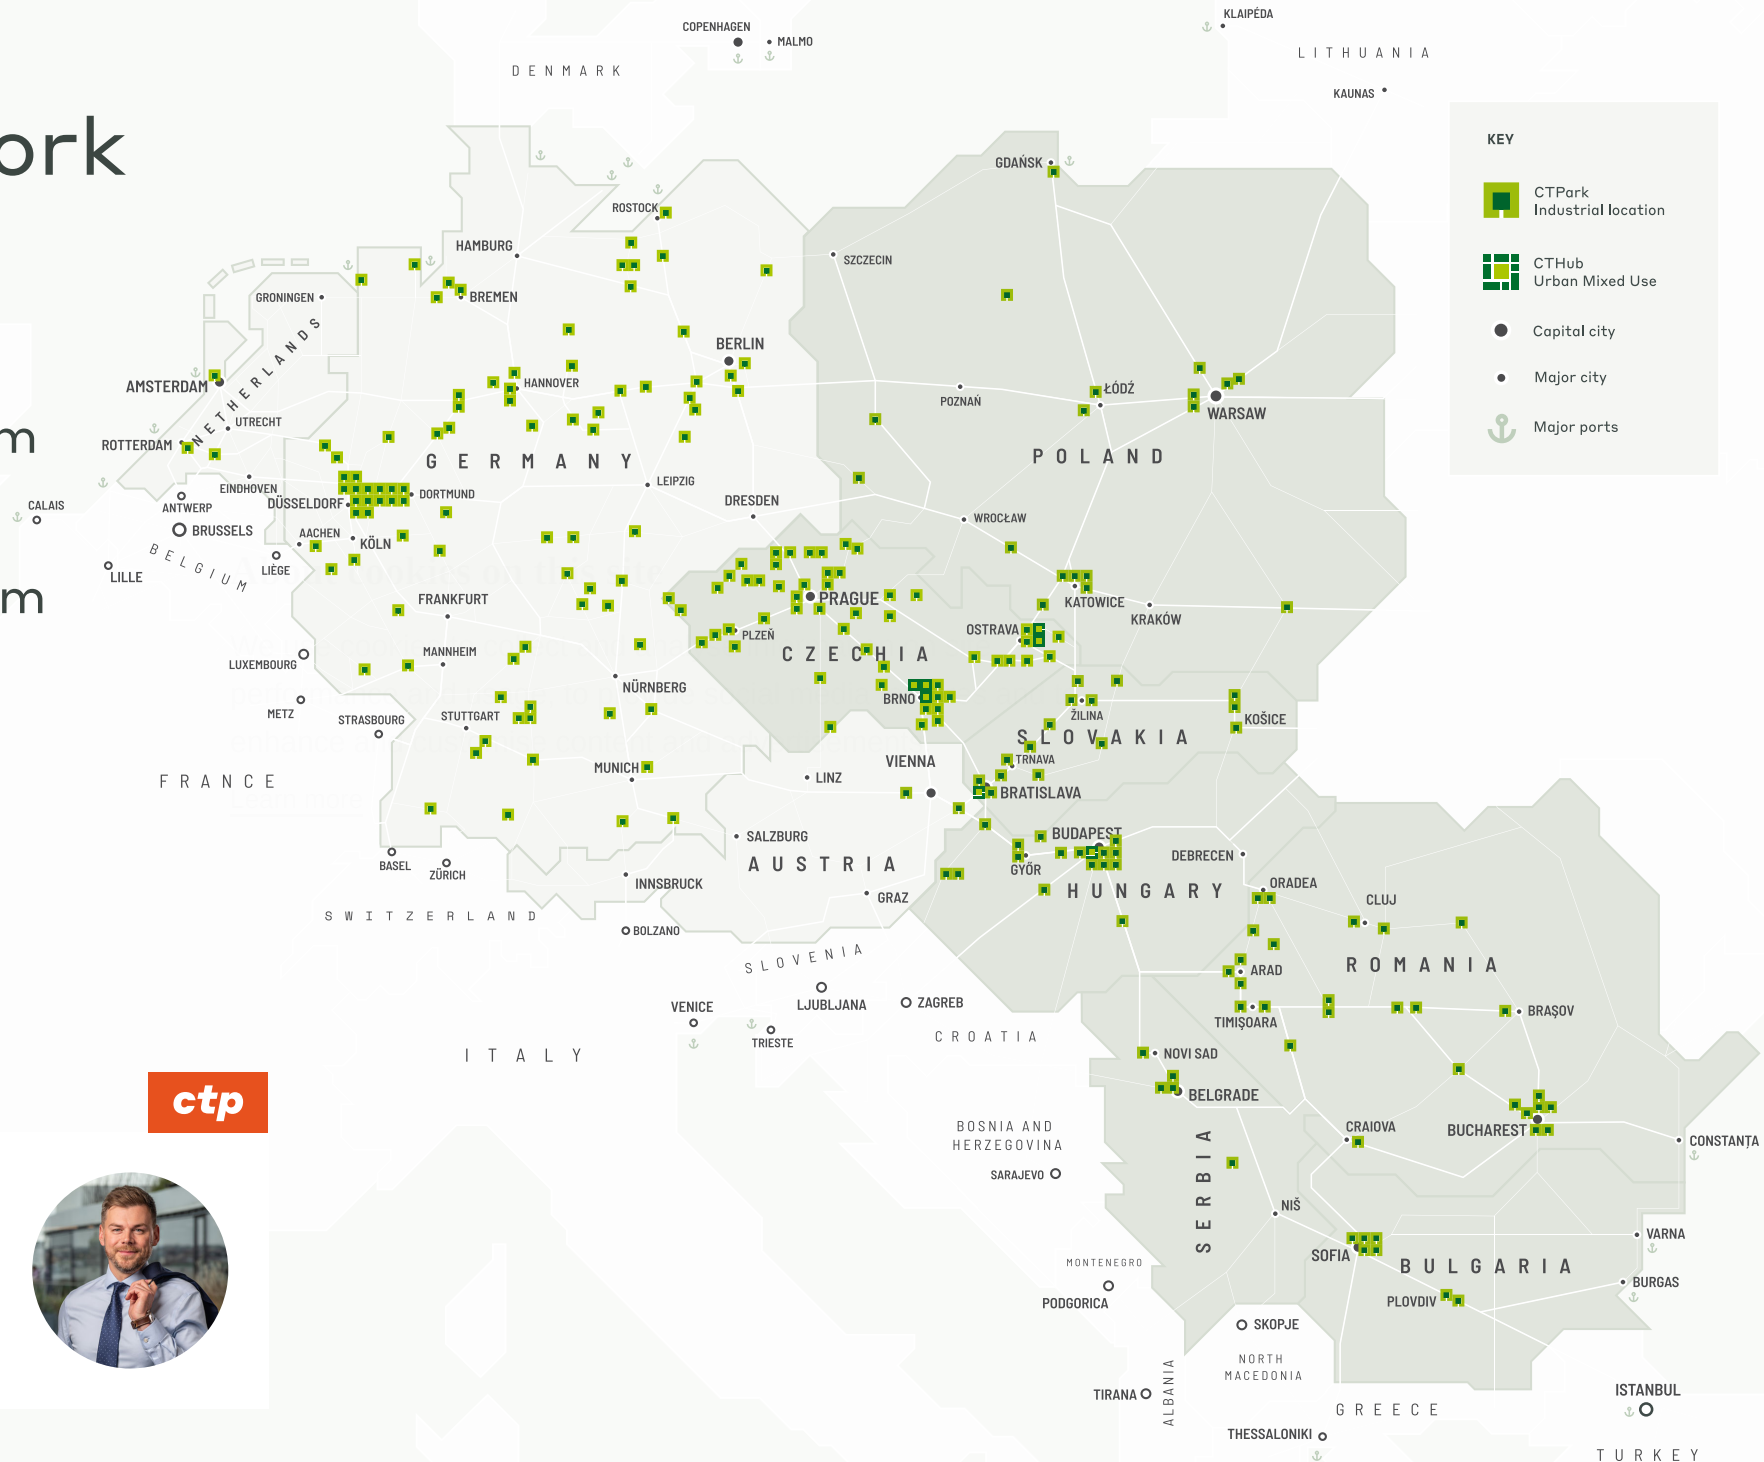 ork
m
m
KEY
CTPark
Industrial location
CTHub
Urban Mixed Use
Capital city
Major city
Major ports
COPENHAGEN
MALMO
DENMARK
KLAIPĖDA
LITHUANIA
KAUNAS
GDAŃSK
ROSTOCK
HAMBURG
SZCZECIN
GRONINGEN
BREMEN
NETHERLANDS
BERLIN
AMSTERDAM
HANNOVER
POZNAŃ
ŁÓDŹ
WARSAW
UTRECHT
ROTTERDAM
GERMANY
POLAND
EINDHOVEN
LEIPZIG
DORTMUND
DÜSSELDORF
ANTWERP
DRESDEN
CALAIS
WROCŁAW
BRUSSELS
AACHEN
KÖLN
BELGIUM
LIÈGE
LILLE
FRANKFURT
PRAGUE
KATOWICE
KRAKÓW
OSTRAVA
PLZEŇ
CZECHIA
LUXEMBOURG
MANNHEIM
NÜRNBERG
BRNO
METZ
STRASBOURG
STUTTGART
ŽILINA
KOŠICE
SLOVAKIA
VIENNA
TRNAVA
FRANCE
MUNICH
LINZ
BRATISLAVA
SALZBURG
BUDAPEST
BASEL
ZÜRICH
AUSTRIA
GYŐR
DEBRECEN
INNSBRUCK
GRAZ
HUNGARY
ORADEA
CLUJ
SWITZERLAND
BOLZANO
SLOVENIA
ROMANIA
ARAD
LJUBLJANA
ZAGREB
VENICE
TRIESTE
CROATIA
TIMIŞOARA
BRAŞOV
ITALY
NOVI SAD
BELGRADE
ctp
BOSNIA AND
HERZEGOVINA
CRAIOVA
BUCHAREST
CONSTANȚA
SARAJEVO
SERBIA
NIŠ
VARNA
SOFIA
BULGARIA
MONTENEGRO
BURGAS
PODGORICA
PLOVDIV
SKOPJE
NORTH
MACEDONIA
TIRANA
ALBANIA
ISTANBUL
GREECE
THESSALONIKI
TURKEY